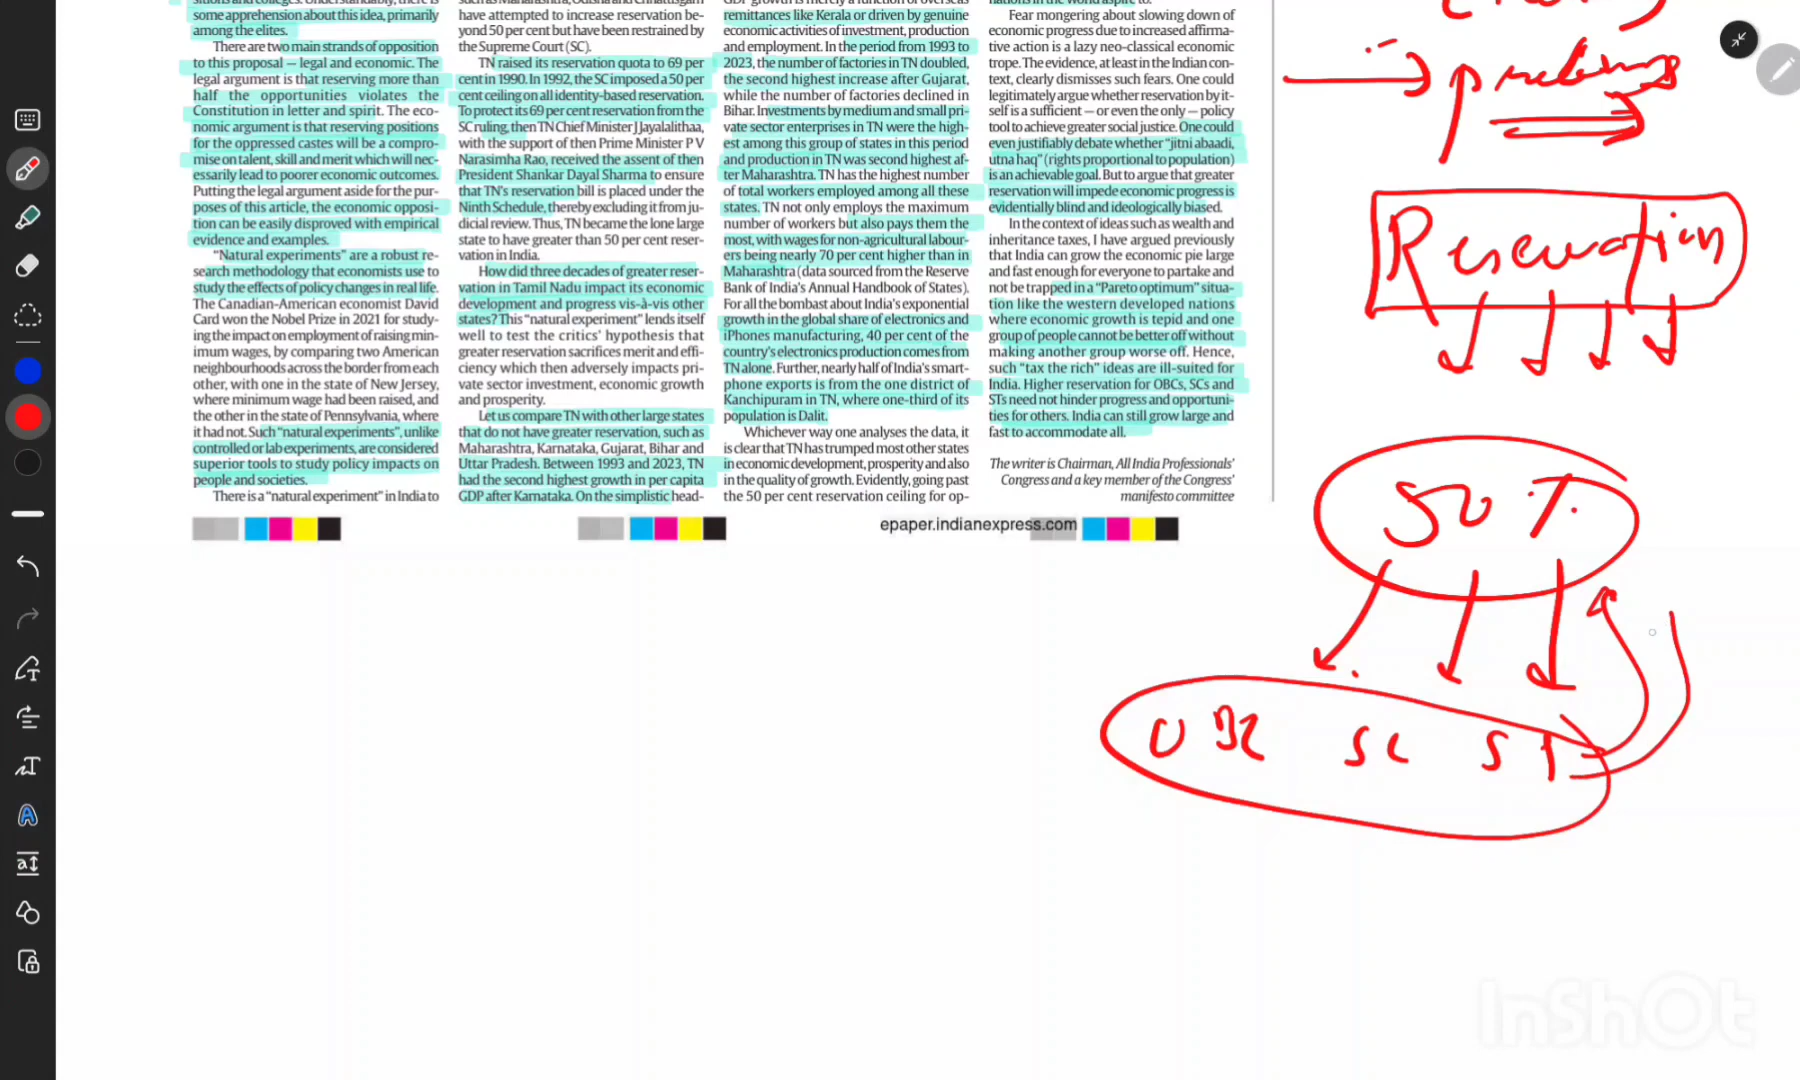 sitions and colleges. Understandably, there is
some apprehension about this idea, primarily
among the elites.
There are two main strands of opposition
to this proposal — legal and economic. The
legal argument is that reserving more than
half the opportunities violates the
Constitution in letter and spirit. The eco-
nomic argument is that reserving positions
for the oppressed castes will be a compro-
mise on talent, skill and merit which will nec-
essarily lead to poorer economic outcomes.
Putting the legal argument aside for the pur-
poses of this article, the economic opposi-
tion can be easily disproved with empirical
evidence and examples.
“Natural experiments” are a robust re-
search methodology that economists use to
study the effects of policy changes in real life.
The Canadian-American economist David
Card won the Nobel Prize in 2021 for study-
ing the impact on employment of raising min-
imum wages, by comparing two American
neighbourhoods across the border from each
other, with one in the state of New Jersey,
where minimum wage had been raised, and
the other in the state of Pennsylvania, where
it had not. Such “natural experiments”, unlike
controlled or lab experiments, are considered
superior tools to study policy impacts on
people and societies.
There is a “natural experiment” in India to
such as Maharashtra, Odisha and Chhattisgarh
have attempted to increase reservation be-
yond 50 per cent but have been restrained by
the Supreme Court (SC).
TN raised its reservation quota to 69 per
cent in 1990. In 1992, the SC imposed a 50 per
cent ceiling on all identity-based reservation.
To protect its 69 per cent reservation from the
SC ruling, then TN Chief Minister J Jayalalithaa,
with the support of then Prime Minister P V
Narasimha Rao, received the assent of then
President Shankar Dayal Sharma to ensure
that TN’s reservation bill is placed under the
Ninth Schedule, thereby excluding it from ju-
dicial review. Thus, TN became the lone large
state to have greater than 50 per cent reser-
vation in India.
How did three decades of greater reser-
vation in Tamil Nadu impact its economic
development and progress vis-à-vis other
states? This “natural experiment” lends itself
well to test the critics’ hypothesis that
greater reservation sacrifices merit and effi-
ciency which then adversely impacts pri-
vate sector investment, economic growth
and prosperity.
Let us compare TN with other large states
that do not have greater reservation, such as
Maharashtra, Karnataka, Gujarat, Bihar and
Uttar Pradesh. Between 1993 and 2023, TN
had the second highest growth in per capita
GDP after Karnataka. On the simplistic head-
GDP growth is merely a function of overseas
remittances like Kerala or driven by genuine
economic activities of investment, production
and employment. In the period from 1993 to
2023, the number of factories in TN doubled,
the second highest increase after Gujarat,
while the number of factories declined in
Bihar. Investments by medium and small pri-
vate sector enterprises in TN were the high-
est among this group of states in this period
and production in TN was second highest af-
ter Maharashtra. TN has the highest number
of total workers employed among all these
states. TN not only employs the maximum
number of workers but also pays them the
most, with wages for non-agricultural labour-
ers being nearly 70 per cent higher than in
Maharashtra (data sourced from the Reserve
Bank of India’s Annual Handbook of States).
For all the bombast about India’s exponential
growth in the global share of electronics and
iPhones manufacturing, 40 per cent of the
country’s electronics production comes from
TN alone. Further, nearly half of India’s smart-
phone exports is from the one district of
Kanchipuram in TN, where one-third of its
population is Dalit.
Whichever way one analyses the data, it
is clear that TN has trumped most other states
in economic development, prosperity and also
in the quality of growth. Evidently, going past
the 50 per cent reservation ceiling for op-
nations in the world aspire to.
Fear mongering about slowing down of
economic progress due to increased affirma-
tive action is a lazy neo-classical economic
trope. The evidence, at least in the Indian con-
text, clearly dismisses such fears. One could
legitimately argue whether reservation by it-
self is a sufficient — or even the only — policy
tool to achieve greater social justice. One could
even justifiably debate whether “jitni abaadi,
utna haq” (rights proportional to population)
is an achievable goal. But to argue that greater
reservation will impede economic progress is
evidentially blind and ideologically biased.
In the context of ideas such as wealth and
inheritance taxes, I have argued previously
that India can grow the economic pie large
and fast enough for everyone to partake and
not be trapped in a “Pareto optimum” situa-
tion like the western developed nations
where economic growth is tepid and one
group of people cannot be better off without
making another group worse off. Hence,
such “tax the rich” ideas are ill-suited for
India. Higher reservation for OBCs, SCs and
STs need not hinder progress and opportuni-
ties for others. India can still grow large and
fast to accommodate all.
The writer is Chairman, All India Professionals’
Congress and a key member of the Congress’
manifesto committee
epaper.indianexpress.com
Reservation
50 %
OBC SC ST
InShOt